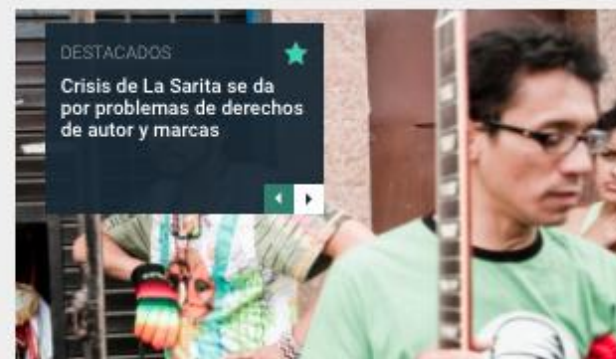 DESTACADOS
Crisis de La Sarita se da
por problemas de derechos
de autor y marcas